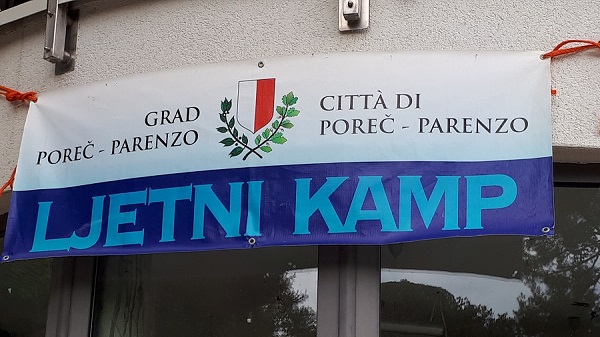 GRAD
POREČ - PARENZO
CITTÀ DI
POREČ - PARENZO
LJETNI KAMP